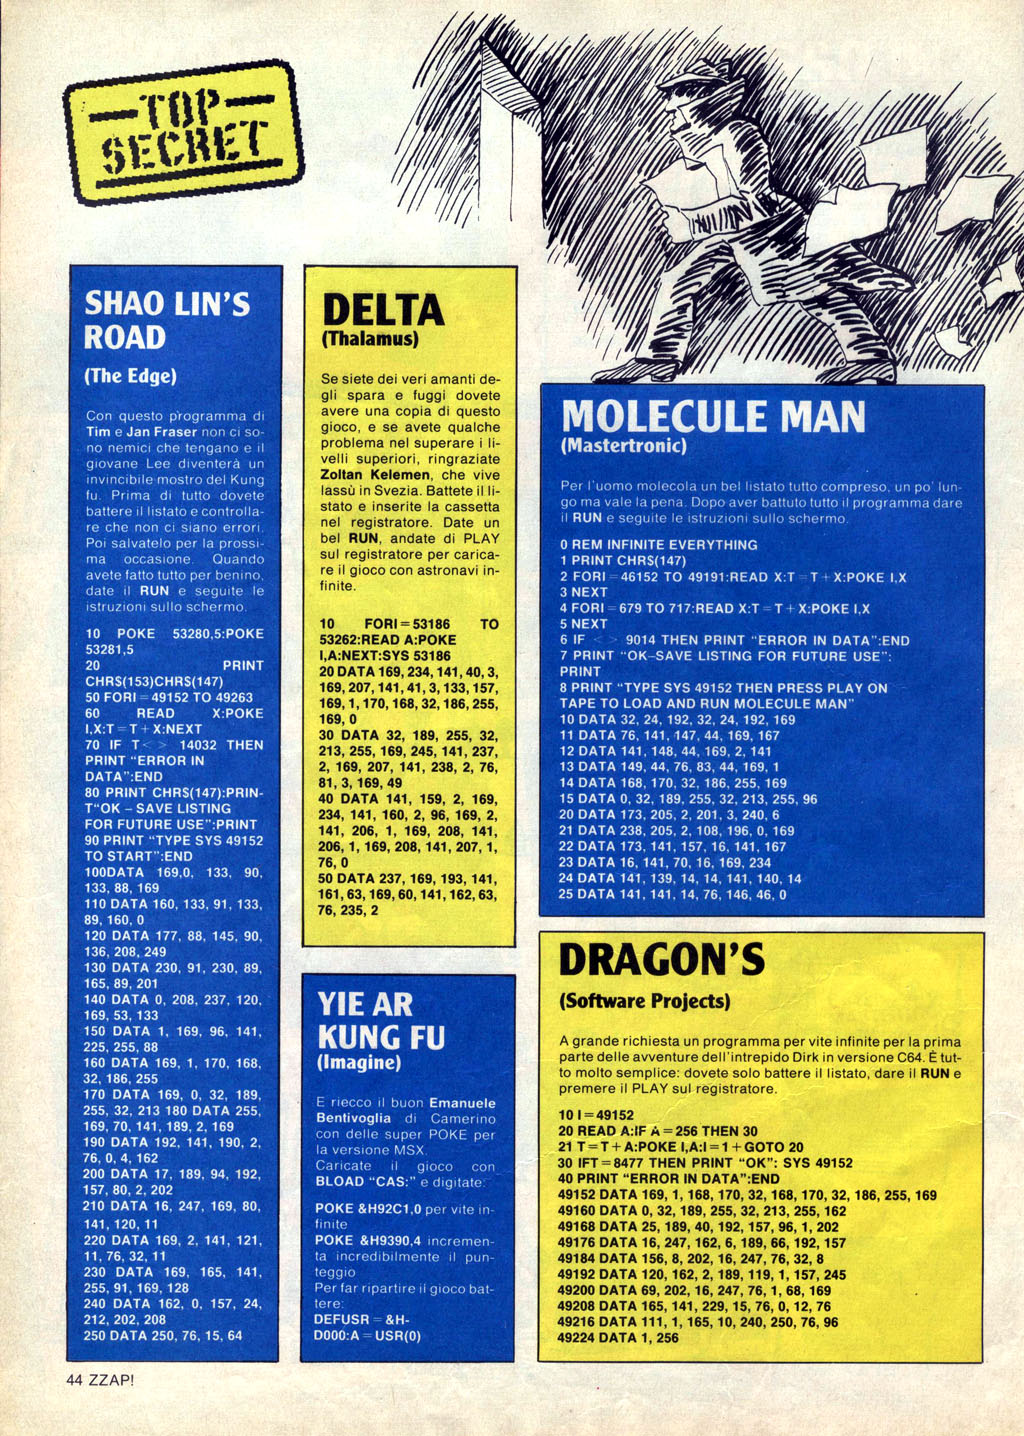 TOP
SECRET
SHAO LIN'S
ROAD
(The Edge)
Con questo programma di
Tim e Jan Fraser non ci so-
no nemici che tengano e il
giovane Lee diventerà un
invincibile mostro del Kung
fu. Prima di tutto dovete
battere il listato e controlla-
re che non ci siano errori.
Poi salvatelo per la prossi-
ma occasione. Quando
avete fatto tutto per benino,
date il RUN e seguite le
istruzioni sullo schermo.
10 POKE 53280,5:POKE
53281,5
20 PRINT
CHR$(153)CHR$(147)
50 FORI=49152 TO 49263
60 READ X:POKE
I,X:T=T+X:NEXT
70 IF T<> 14032 THEN
PRINT "ERROR IN
DATA":END
80 PRINT CHR$(147):PRIN-
T"OK – SAVE LISTING
FOR FUTURE USE":PRINT
90 PRINT "TYPE SYS 49152
TO START":END
100DATA 169,0, 133, 90,
133, 88, 169
110 DATA 160, 133, 91, 133,
89, 160, 0
120 DATA 177, 88, 145, 90,
136, 208, 249
130 DATA 230, 91, 230, 89,
165, 89, 201
140 DATA 0, 208, 237, 120,
169, 53, 133
150 DATA 1, 169, 96, 141,
225, 255, 88
160 DATA 169, 1, 170, 168,
32, 186, 255
170 DATA 169, 0, 32, 189,
255, 32, 213 180 DATA 255,
169, 70, 141, 189, 2, 169
190 DATA 192, 141, 190, 2,
76, 0, 4, 162
200 DATA 17, 189, 94, 192,
157, 80, 2, 202
210 DATA 16, 247, 169, 80,
141, 120, 11
220 DATA 169, 2, 141, 121,
11, 76, 32, 11
230 DATA 169, 165, 141,
255, 91, 169, 128
240 DATA 162, 0, 157, 24,
212, 202, 208
250 DATA 250, 76, 15, 64
DELTA
(Thalamus)
Se siete dei veri amanti de-
gli spara e fuggi dovete
avere una copia di questo
gioco, e se avete qualche
problema nel superare i li-
velli superiori, ringraziate
Zoltan Kelemen, che vive
lassù in Svezia. Battete il li-
stato e inserite la cassetta
nel registratore. Date un
bel RUN, andate di PLAY
sul registratore per carica-
re il gioco con astronavi in-
finite.
10 FORI=53186 TO
53262:READ A:POKE
I,A:NEXT:SYS 53186
20 DATA 169, 234, 141, 40, 3,
169, 207, 141, 41, 3, 133, 157,
169, 1, 170, 168, 32, 186, 255,
169, 0
30 DATA 32, 189, 255, 32,
213, 255, 169, 245, 141, 237,
2, 169, 207, 141, 238, 2, 76,
81, 3, 169, 49
40 DATA 141, 159, 2, 169,
234, 141, 160, 2, 96, 169, 2,
141, 206, 1, 169, 208, 141,
206, 1, 169, 208, 141, 207, 1,
76, 0
50 DATA 237, 169, 193, 141,
161, 63, 169, 60, 141, 162, 63,
76, 235, 2
YIE AR
KUNG FU
(Imagine)
E riecco il buon Emanuele
Bentivoglia di Camerino
con delle super POKE per
la versione MSX.
Caricate il gioco con
BLOAD "CAS:" e digitate:
POKE &H92C1,0 per vite in-
finite
POKE &H9390,4 incremen-
ta incredibilmente il pun-
teggio
Per far ripartire il gioco bat-
tere:
DEFUSR=&H-
D000:A=USR(0)
MOLECULE MAN
(Mastertronic)
Per l'uomo molecola un bel listato tutto compreso, un po' lun-
go ma vale la pena. Dopo aver battuto tutto il programma dare
il RUN e seguite le istruzioni sullo schermo.
0 REM INFINITE EVERYTHING
1 PRINT CHR$(147)
2 FORI=46152 TO 49191:READ X:T=T+X:POKE I,X
3 NEXT
4 FORI=679 TO 717:READ X:T=T+X:POKE I,X
5 NEXT
6 IF <> 9014 THEN PRINT "ERROR IN DATA":END
7 PRINT "OK–SAVE LISTING FOR FUTURE USE":
PRINT
8 PRINT "TYPE SYS 49152 THEN PRESS PLAY ON
TAPE TO LOAD AND RUN MOLECULE MAN"
10 DATA 32, 24, 192, 32, 24, 192, 169
11 DATA 76, 141, 147, 44, 169, 167
12 DATA 141, 148, 44, 169, 2, 141
13 DATA 149, 44, 76, 83, 44, 169, 1
14 DATA 168, 170, 32, 186, 255, 169
15 DATA 0, 32, 189, 255, 32, 213, 255, 96
20 DATA 173, 205, 2, 201, 3, 240, 6
21 DATA 238, 205, 2, 108, 196, 0, 169
22 DATA 173, 141, 157, 16, 141, 167
23 DATA 16, 141, 70, 16, 169, 234
24 DATA 141, 139, 14, 14, 141, 140, 14
25 DATA 141, 141, 14, 76, 146, 46, 0
DRAGON'S
(Software Projects)
A grande richiesta un programma per vite infinite per la prima
parte delle avventure dell'intrepido Dirk in versione C64. È tut-
to molto semplice: dovete solo battere il listato, dare il RUN e
premere il PLAY sul registratore.
10 I=49152
20 READ A:IF A=256 THEN 30
21 T=T+A:POKE I,A:I=1+GOTO 20
30 IFT=8477 THEN PRINT "OK": SYS 49152
40 PRINT "ERROR IN DATA":END
49152 DATA 169, 1, 168, 170, 32, 168, 170, 32, 186, 255, 169
49160 DATA 0, 32, 189, 255, 32, 213, 255, 162
49168 DATA 25, 189, 40, 192, 157, 96, 1, 202
49176 DATA 16, 247, 162, 6, 189, 66, 192, 157
49184 DATA 156, 8, 202, 16, 247, 76, 32, 8
49192 DATA 120, 162, 2, 189, 119, 1, 157, 245
49200 DATA 69, 202, 16, 247, 76, 1, 68, 169
49208 DATA 165, 141, 229, 15, 76, 0, 12, 76
49216 DATA 111, 1, 165, 10, 240, 250, 76, 96
49224 DATA 1, 256
44 ZZAP!